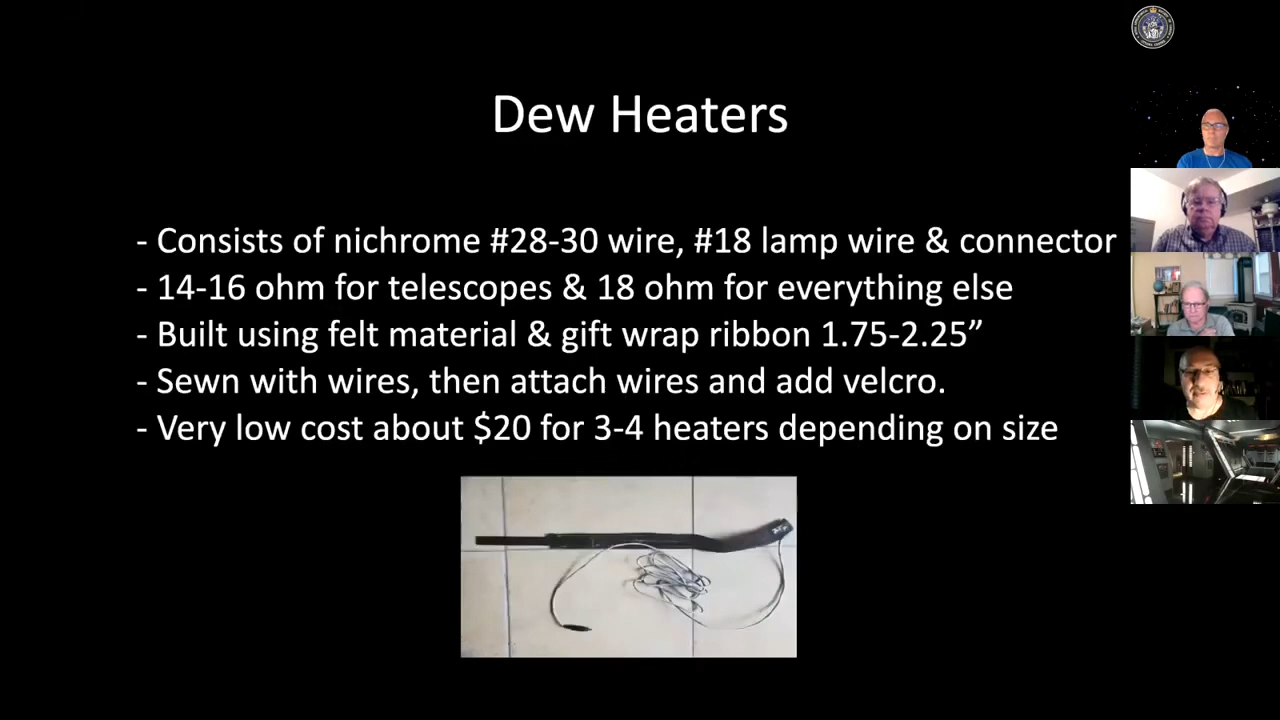 Dew Heaters
- Consists of nichrome #28-30 wire, #18 lamp wire & connector
- 14-16 ohm for telescopes & 18 ohm for everything else
- Built using felt material & gift wrap ribbon 1.75-2.25”
- Sewn with wires, then attach wires and add velcro.
- Very low cost about $20 for 3-4 heaters depending on size